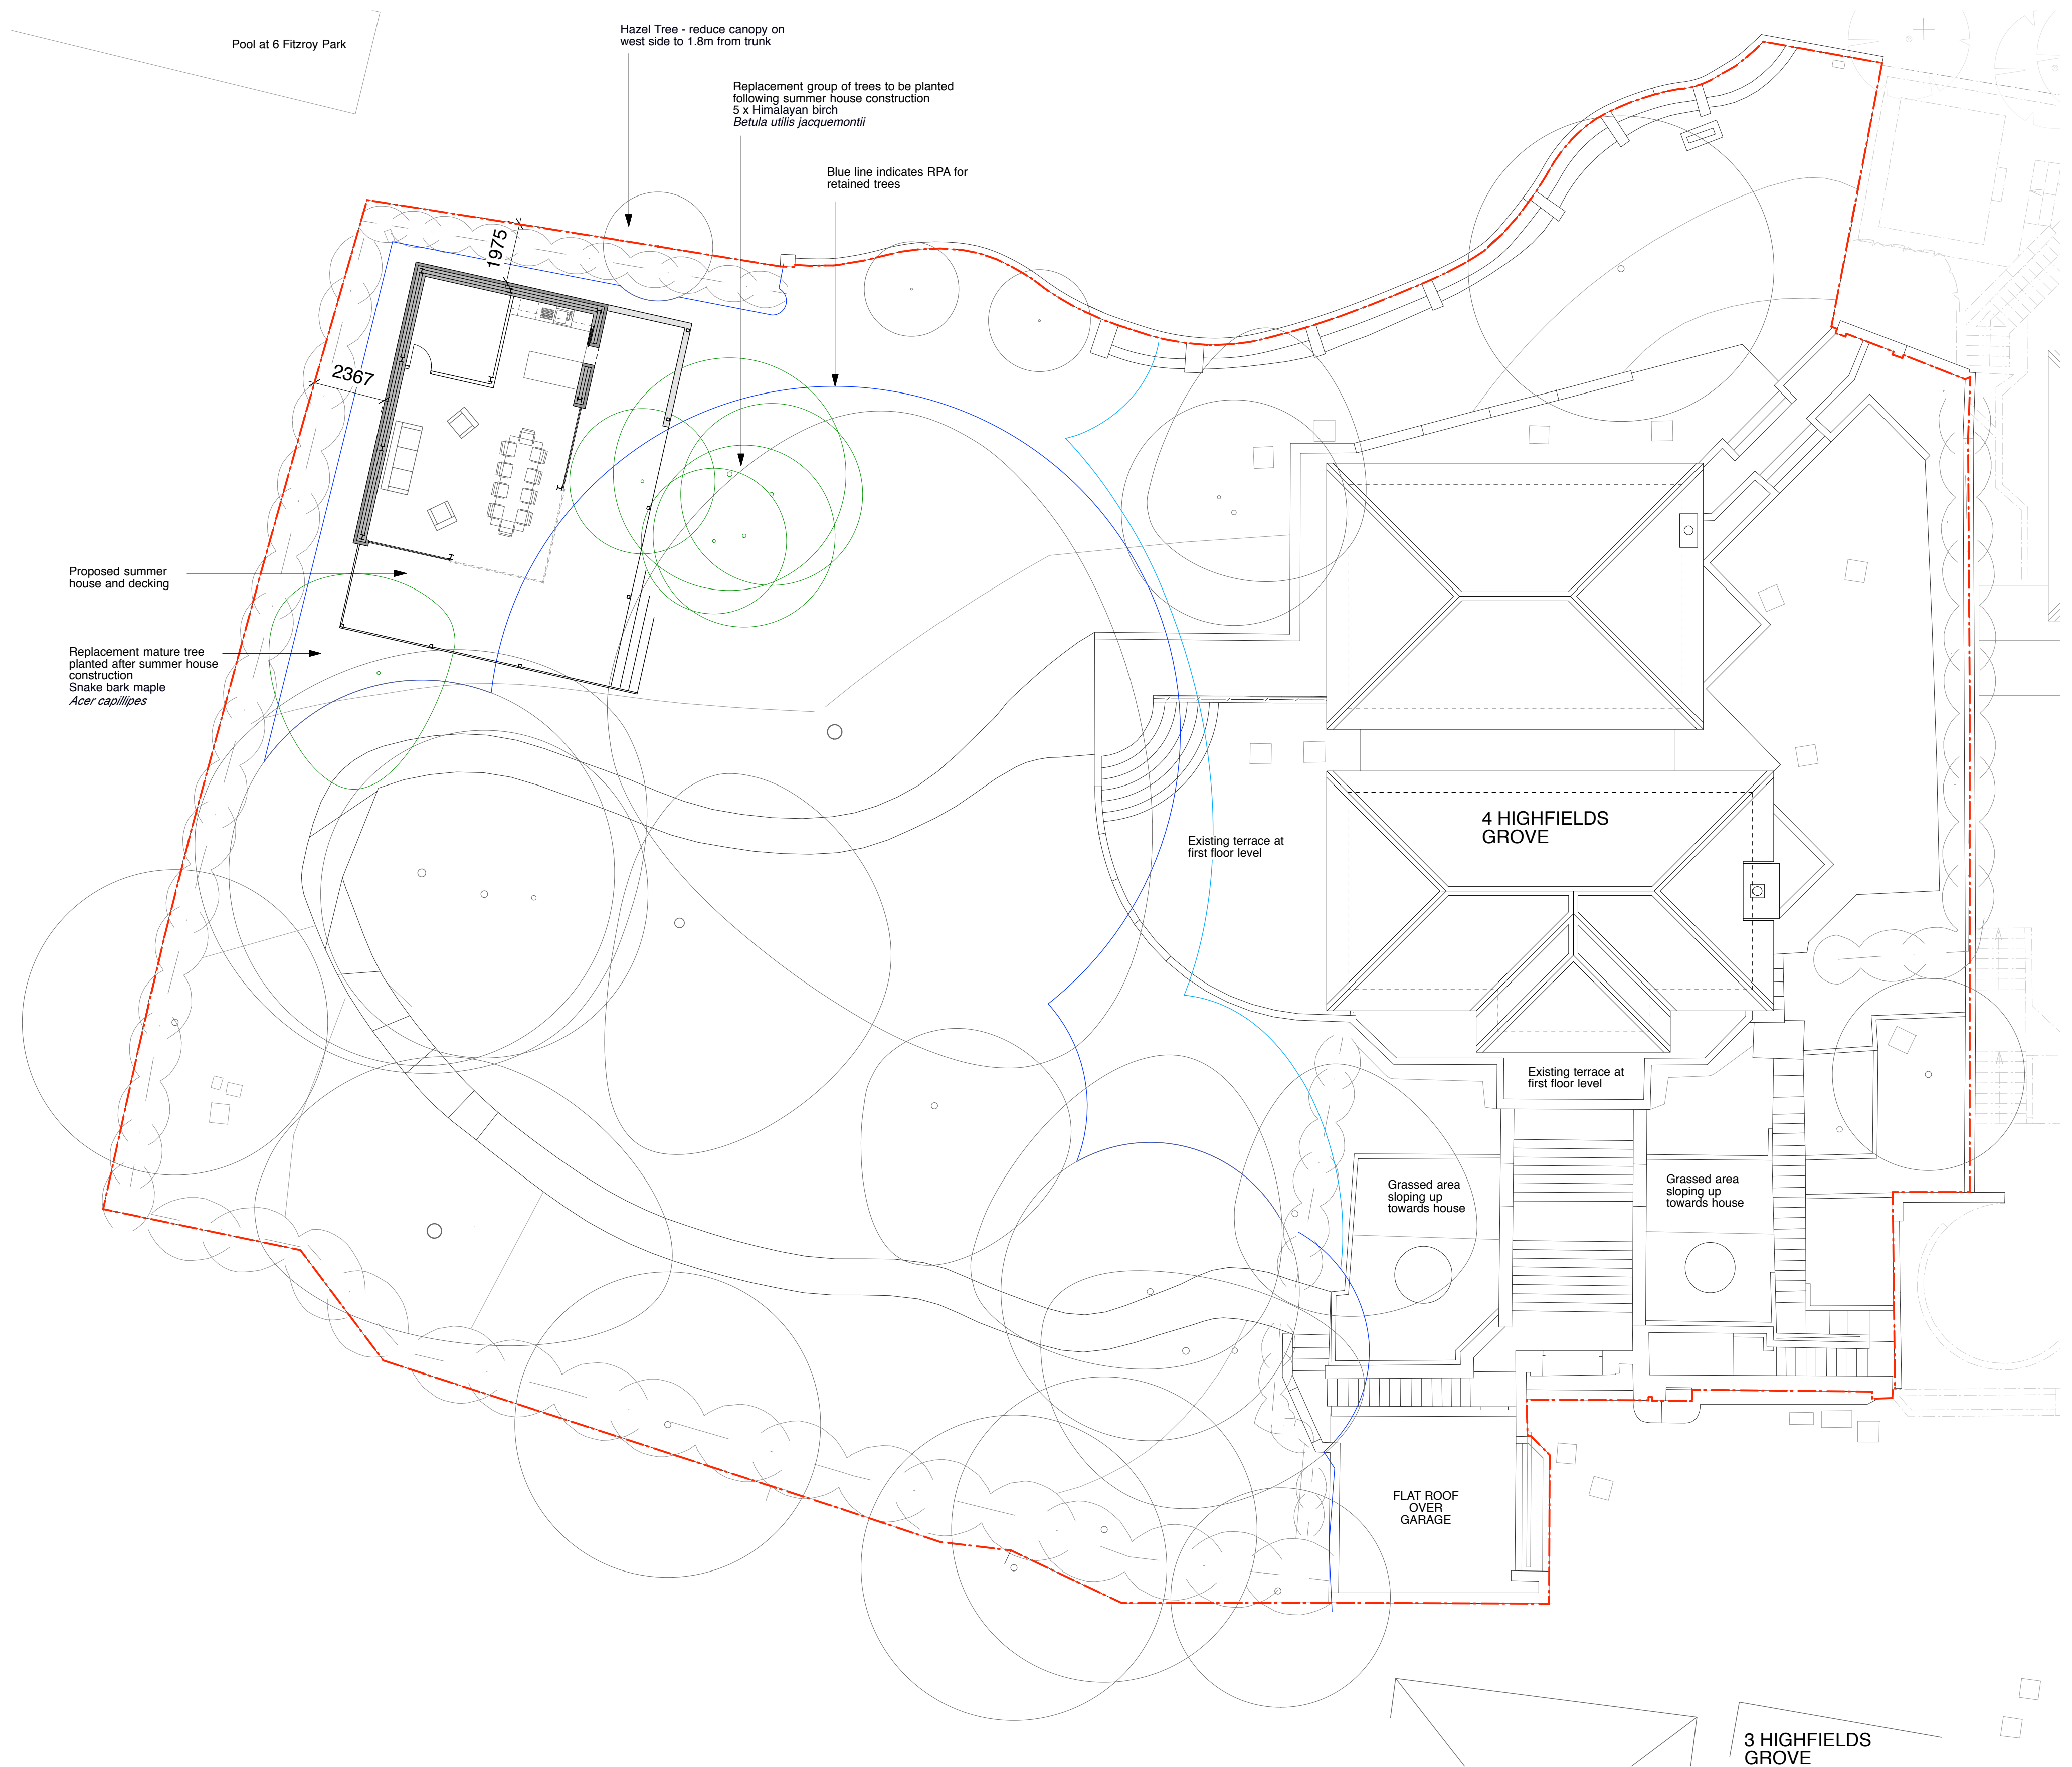 Pool at 6 Fitzroy Park
Hazel Tree - reduce canopy on
west side to 1.8m from trunk
Replacement group of trees to be planted
following summer house construction
5 x Himalayan birch
Betula utilis jacquemontii
Blue line indicates RPA for
retained trees
1975
2367
Proposed summer
house and decking
Replacement mature tree
planted after summer house
construction
Snake bark maple
Acer capillipes
4 HIGHFIELDS
GROVE
Existing terrace at
first floor level
Existing terrace at
first floor level
Grassed area
sloping up
towards house
Grassed area
sloping up
towards house
FLAT ROOF
OVER
GARAGE
3 HIGHFIELDS
GROVE